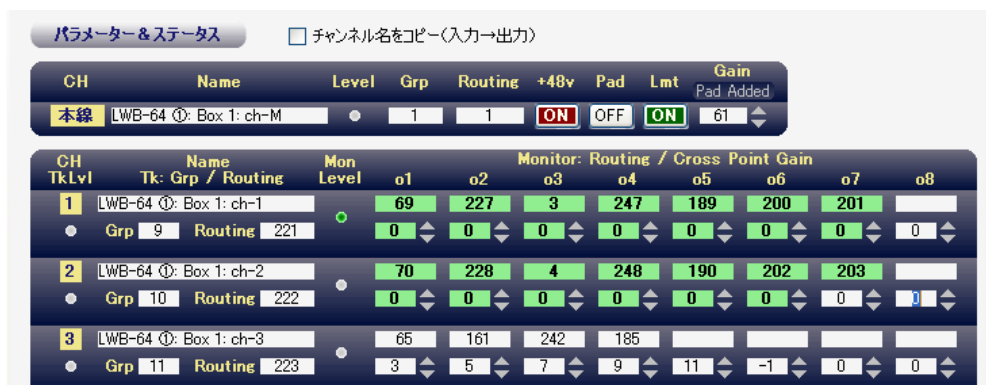 パラメーター&ステータス チャンネル名をコピー(入力→出力)
CH Name Level Grp Routing +48v Pad Lmt Gain Pad Added
本線 LWB-64 ①: Box 1: ch-M 1 1 ON OFF ON 61
CH Name Mon Monitor: Routing / Cross Point Gain
TkLvl Tk: Grp / Routing Level o1 o2 o3 o4 o5 o6 o7 o8
1 LWB-64 ①: Box 1: ch-1 69 227 3 247 189 200 201
Grp 9 Routing 221 0 0 0 0 0 0 0 0
2 LWB-64 ①: Box 1: ch-2 70 228 4 248 190 202 203
Grp 10 Routing 222 0 0 0 0 0 0 0 0
3 LWB-64 ①: Box 1: ch-3 65 161 242 185
Grp 11 Routing 223 3 5 7 9 11 -1 0 0